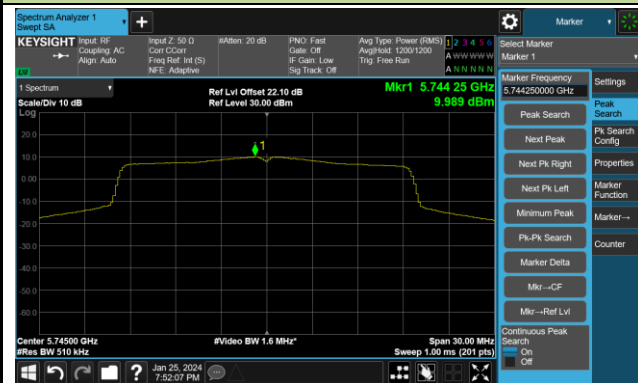 Spectrum Analyzer 1
Swept SA
Marker
KEYSIGHT
Input: RF
Coupling: AC
Align: Auto
Input Z: 50 Ω
Corr CCorr
Freq Ref: Int (S)
NFE: Adaptive
#Atten: 20 dB
PNO: Fast
Gate: Off
IF Gain: Low
Sig Track: Off
Avg Type: Power (RMS)
Avg|Hold: 1200/1200
Trig: Free Run
1 2 3 4 5 6
A W W W W W
A N N N N N
LXI
Select Marker
Marker 1
1 Spectrum
Scale/Div 10 dB
Log
Ref Lvl Offset 22.10 dB
Ref Level 30.00 dBm
Mkr1 5.744 25 GHz
9.989 dBm
Marker Frequency
5.744250000 GHz
Peak Search
Next Peak
Next Pk Right
Next Pk Left
Minimum Peak
Pk-Pk Search
Marker Delta
Mkr→CF
Mkr→Ref Lvl
Continuous Peak
Search
On
Off
Settings
Peak
Search
Pk Search
Config
Properties
Marker
Function
Marker→
Counter
20.0
10.0
0.00
-10.0
-20.0
-30.0
-40.0
-50.0
-60.0
1
Center 5.74500 GHz
#Res BW 510 kHz
#Video BW 1.6 MHz*
Span 30.00 MHz
Sweep 1.00 ms (201 pts)
?
Jan 25, 2024
7:52:07 PM